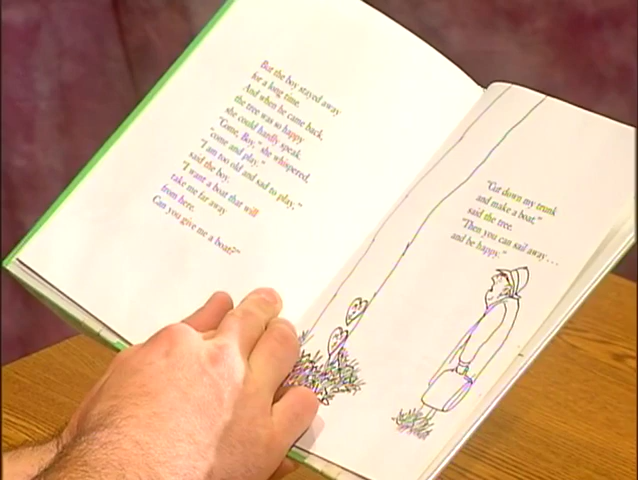 But the boy stayed away
for a long time.
And when he came back,
the tree was so happy
she could hardly speak.
"Come, Boy," she whispered,
"come and play."
"I am too old and sad to play,"
said the boy.
"I want a boat that will
take me far away
from here.
Can you give me a boat?"
"Cut down my trunk
and make a boat,"
said the tree.
"Then you can sail away . . .
and be happy."